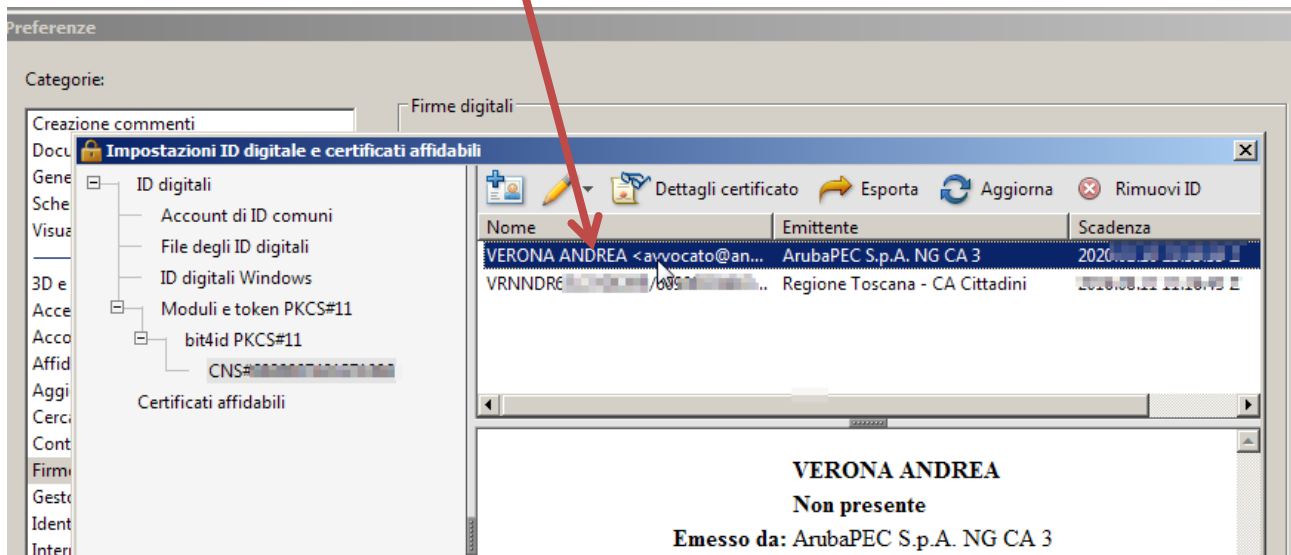 Preferenze
Categorie:
Firme digitali
Creazione commenti
Docu
Gene
Sche
Visua
3D e
Acce
Acco
Affid
Aggi
Cerca
Cont
Firme
Gesto
Ident
Inter
Impostazioni ID digitale e certificati affidabili
ID digitali
Account di ID comuni
File degli ID digitali
ID digitali Windows
Moduli e token PKCS#11
bit4id PKCS#11
CNS#
Certificati affidabili
Dettagli certificato Esporta Aggiorna Rimuovi ID
Nome Emittente Scadenza
VERONA ANDREA <avvocato@an... ArubaPEC S.p.A. NG CA 3 2020
VRNNDR6 Regione Toscana - CA Cittadini
VERONA ANDREA
Non presente
Emesso da: ArubaPEC S.p.A. NG CA 3